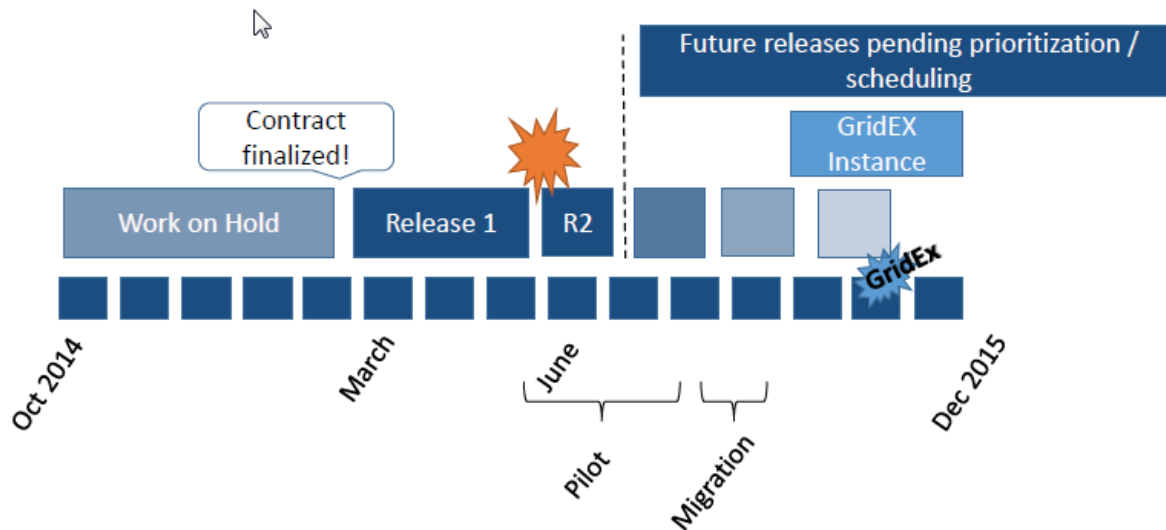 Future releases pending prioritization /
scheduling
Contract
finalized!
GridEX
Instance
Work on Hold
Release 1
R2
GridEx
Oct 2014
March
June
Dec 2015
Pilot
Migration